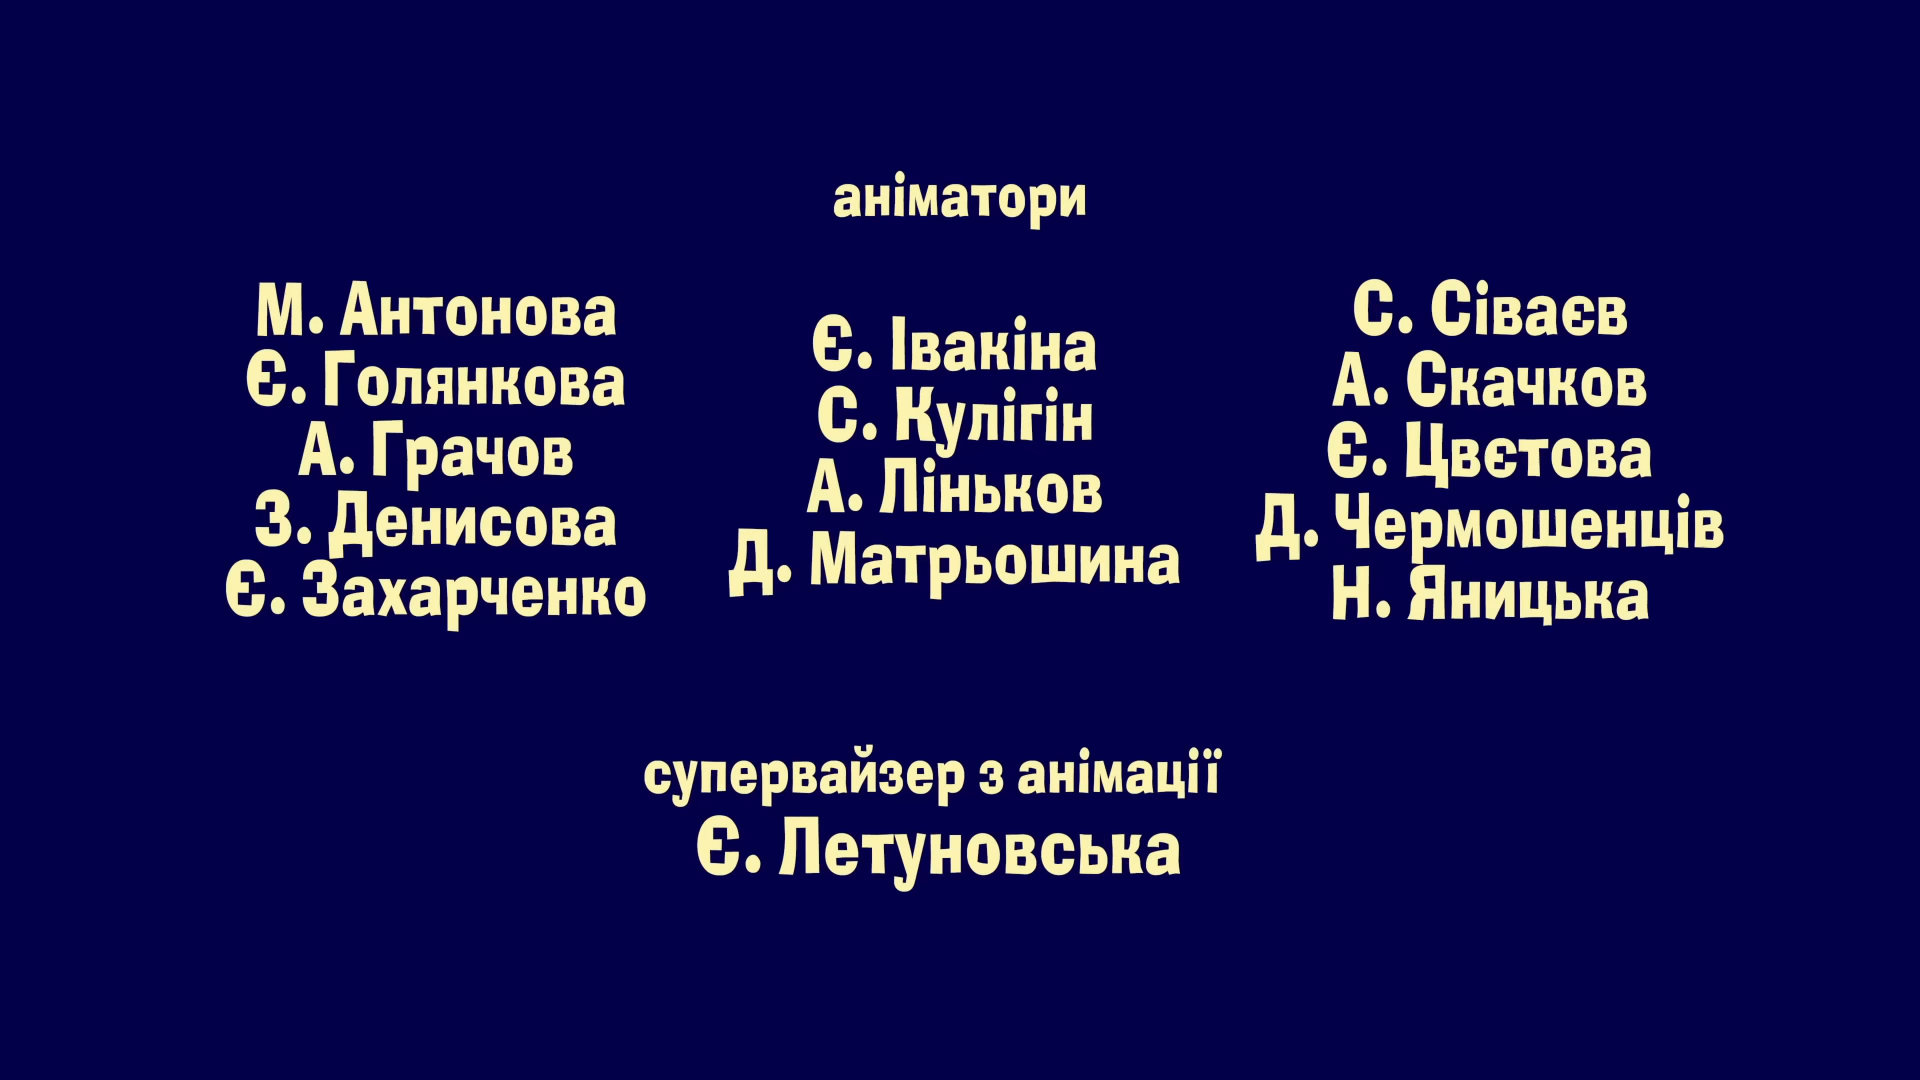 аніматори
М. Антонова
Є. Голянкова
А. Грачов
З. Денисова
Є. Захарченко
Є. Івакіна
С. Кулігін
А. Ліньков
Д. Матрьошина
С. Сіваєв
А. Скачков
Є. Цвєтова
Д. Чермошенців
Н. Яницька
супервайзер з анімації
Є. Летуновська